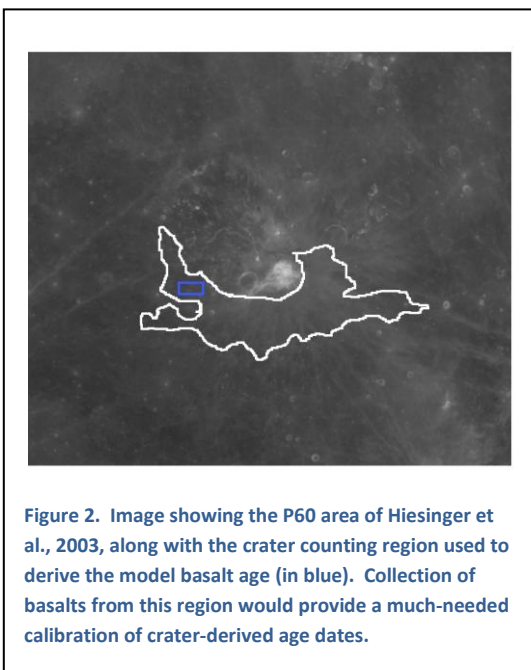 Figure 2. Image showing the P60 area of Hiesinger et
al., 2003, along with the crater counting region used to
derive the model basalt age (in blue). Collection of
basalts from this region would provide a much-needed
calibration of crater-derived age dates.